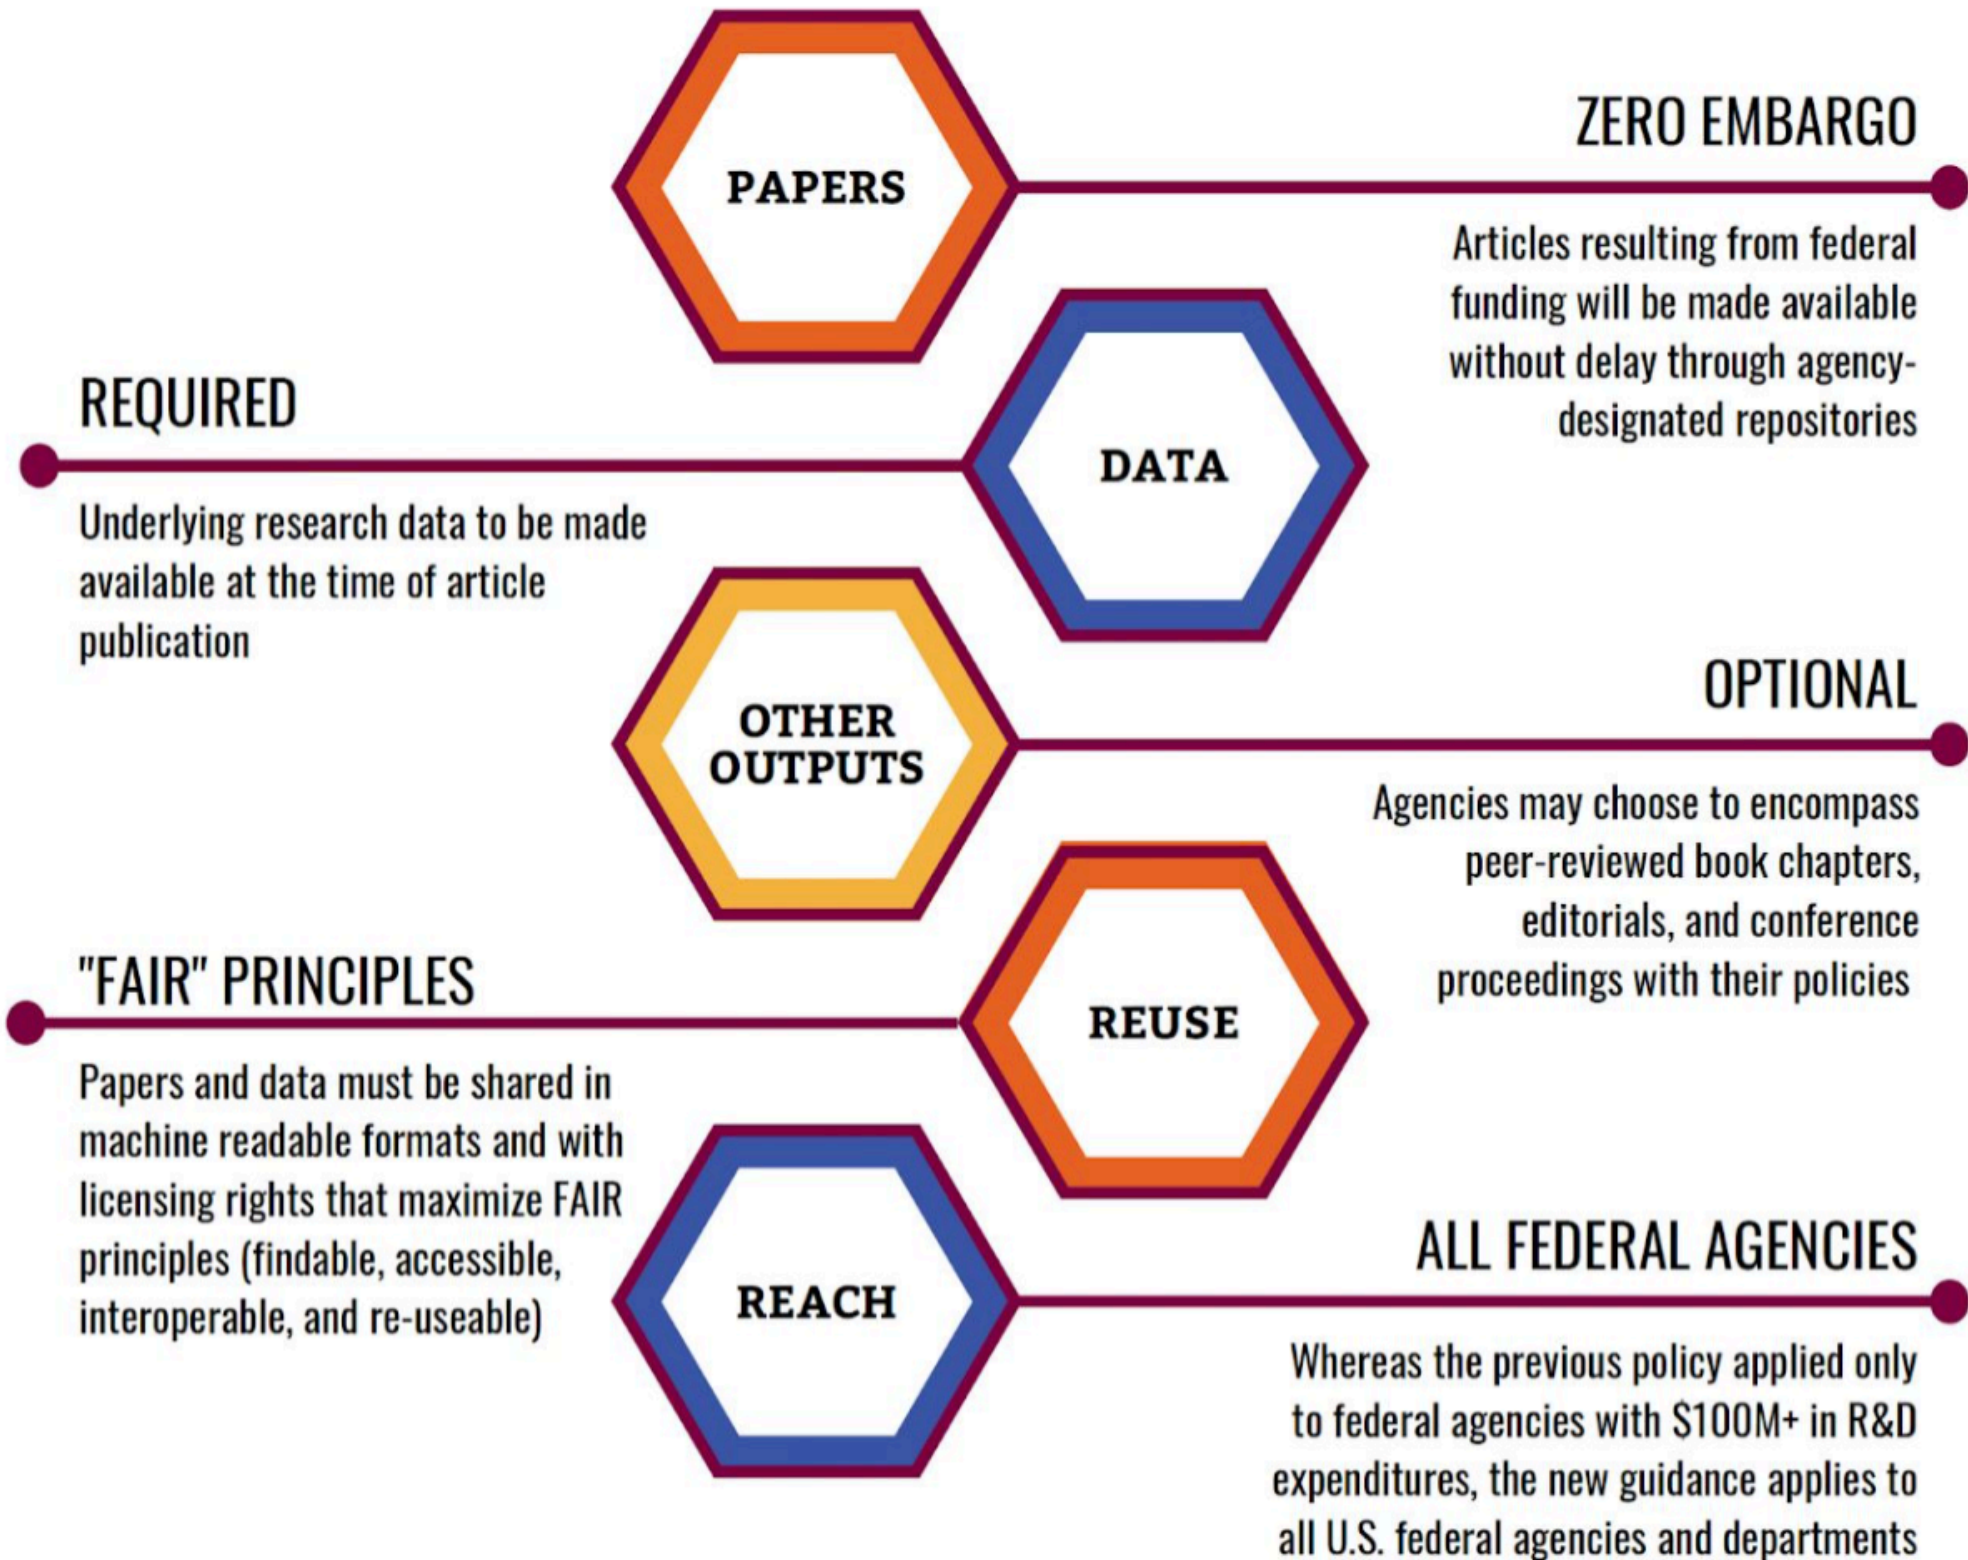 PAPERS
ZERO EMBARGO
Articles resulting from federal
funding will be made available
without delay through agency-
designated repositories
REQUIRED
DATA
Underlying research data to be made
available at the time of article
publication
OTHER
OUTPUTS
OPTIONAL
Agencies may choose to encompass
peer-reviewed book chapters,
editorials, and conference
proceedings with their policies
"FAIR" PRINCIPLES
REUSE
Papers and data must be shared in
machine readable formats and with
licensing rights that maximize FAIR
principles (findable, accessible,
interoperable, and re-useable)
REACH
ALL FEDERAL AGENCIES
Whereas the previous policy applied only
to federal agencies with $100M+ in R&D
expenditures, the new guidance applies to
all U.S. federal agencies and departments